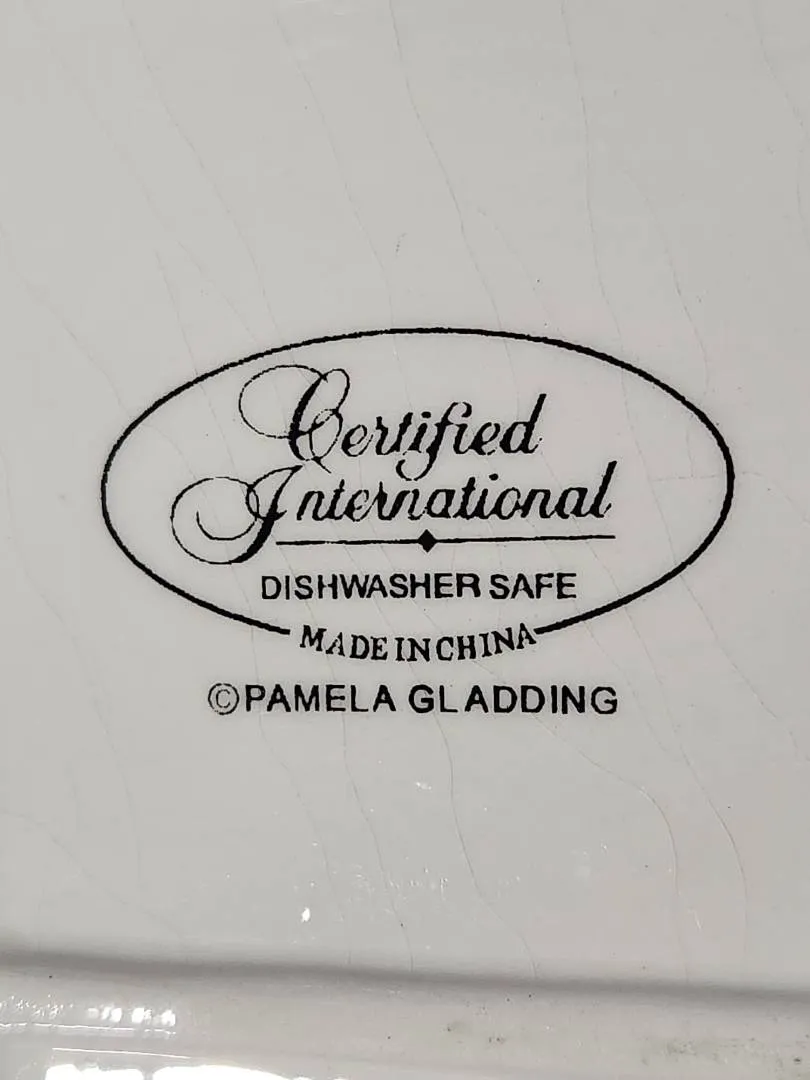 Certified
International
DISHWASHER SAFE
MADE IN CHINA
©PAMELA GLADDING